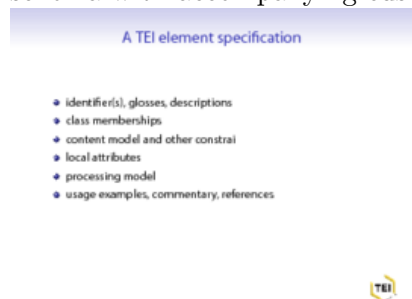 A TEI element specification
identifier(s), glosses, descriptions
class memberships
content model and other constrai
local attributes
processing model
usage examples, commentary, references
TEI